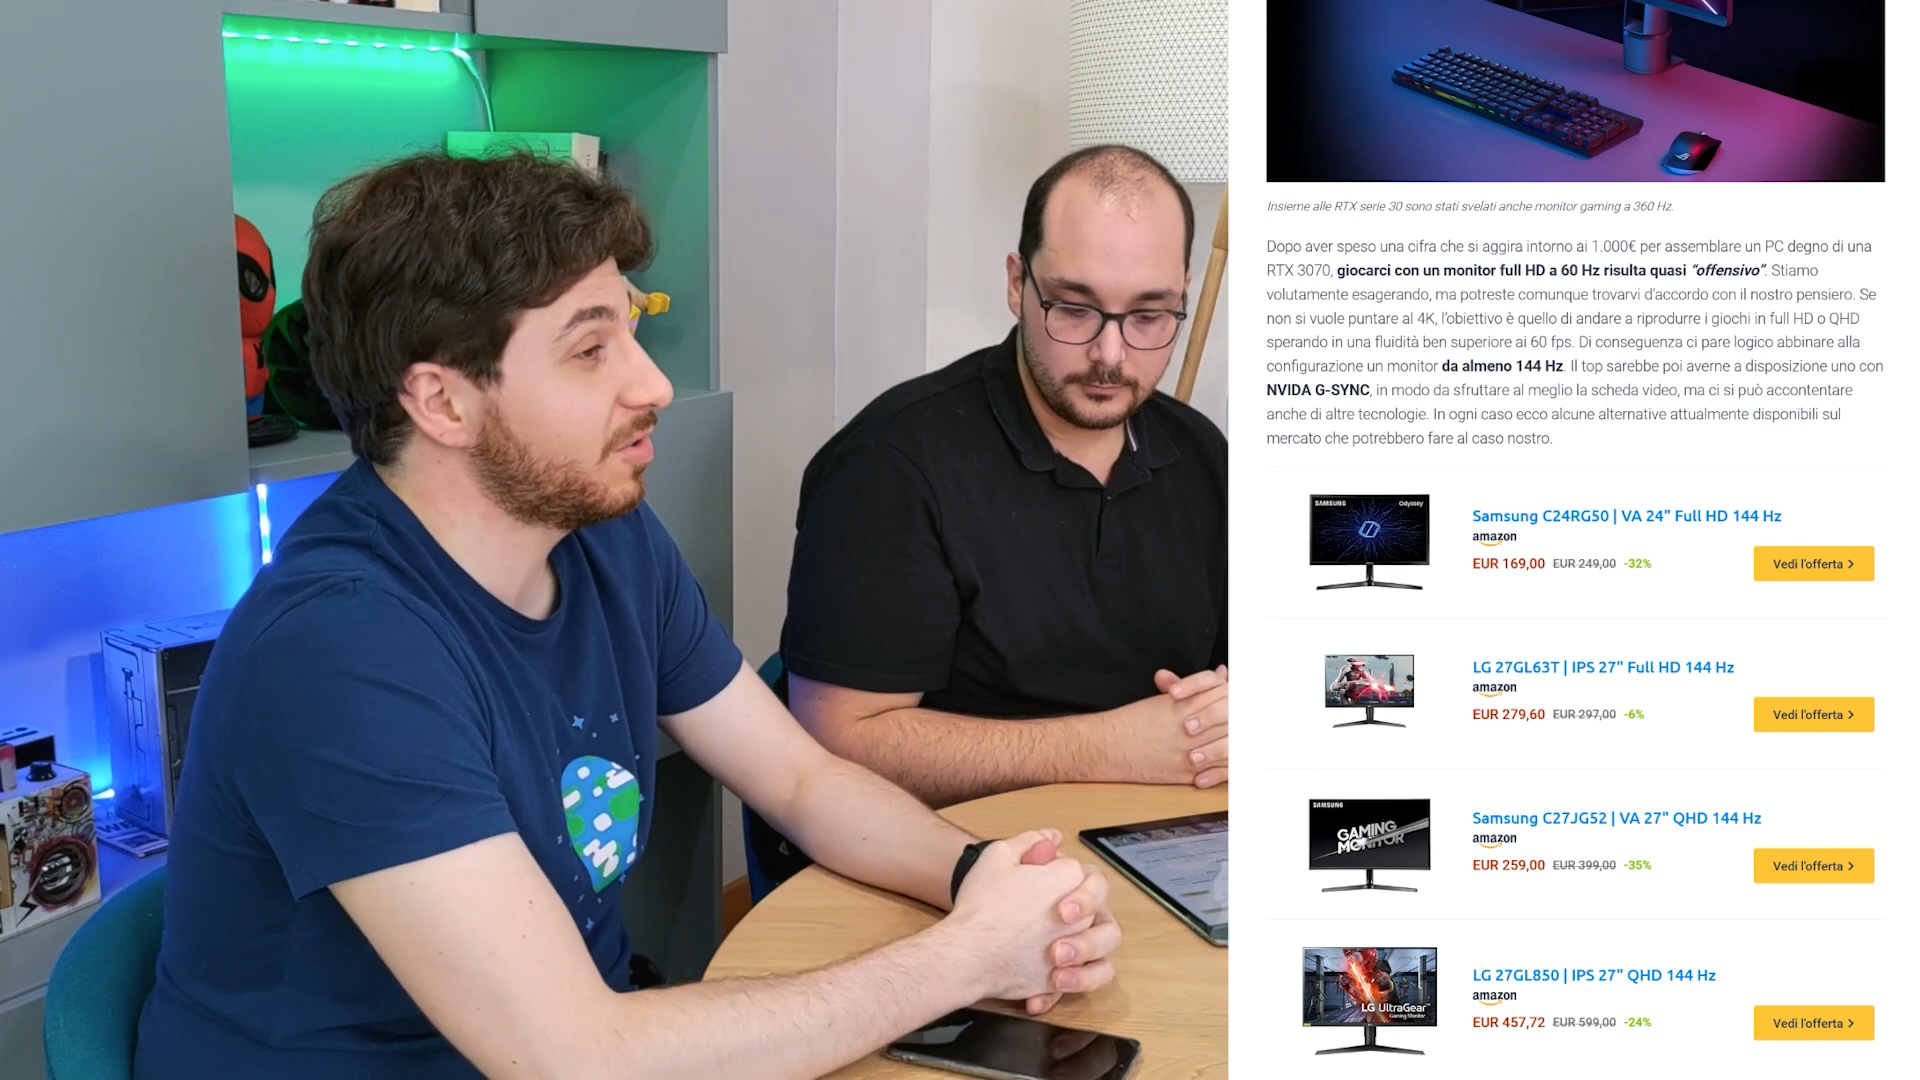 Insieme alle RTX serie 30 sono stati svelati anche monitor gaming a 360 Hz.
Dopo aver speso una cifra che si aggira intorno ai 1.000€ per assemblare un PC degno di una
RTX 3070, giocarci con un monitor full HD a 60 Hz risulta quasi “offensivo”. Stiamo
volutamente esagerando, ma potreste comunque trovarvi d'accordo con il nostro pensiero. Se
non si vuole puntare al 4K, l'obiettivo è quello di andare a riprodurre i giochi in full HD o QHD
sperando in una fluidità ben superiore ai 60 fps. Di conseguenza ci pare logico abbinare alla
configurazione un monitor da almeno 144 Hz. Il top sarebbe poi averne a disposizione uno con
NVIDA G-SYNC, in modo da sfruttare al meglio la scheda video, ma ci si può accontentare
anche di altre tecnologie. In ogni caso ecco alcune alternative attualmente disponibili sul
mercato che potrebbero fare al caso nostro.
SAMSUNG Odyssey
Samsung C24RG50 | VA 24" Full HD 144 Hz
amazon
EUR 169,00 EUR 249,00 -32%
Vedi l'offerta
LG 27GL63T | IPS 27" Full HD 144 Hz
amazon
EUR 279,60 EUR 297,00 -6%
Vedi l'offerta
SAMSUNG
GAMING
MONITOR
Samsung C27JG52 | VA 27" QHD 144 Hz
amazon
EUR 259,00 EUR 399,00 -35%
Vedi l'offerta
LG UltraGear™
Gaming Monitor
LG 27GL850 | IPS 27" QHD 144 Hz
amazon
EUR 457,72 EUR 599,00 -24%
Vedi l'offerta